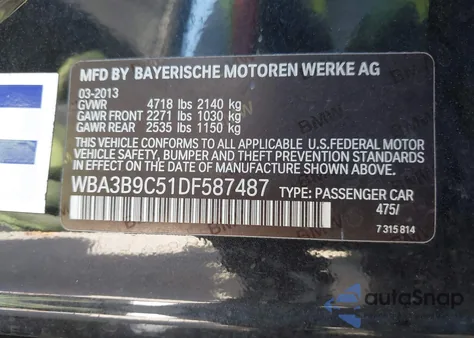 MFD BY BAYERISCHE MOTOREN WERKE AG
03-2013
GVWR 4718 lbs 2140 kg
GAWR FRONT 2271 lbs 1030 kg
GAWR REAR 2535 lbs 1150 kg
THIS VEHICLE CONFORMS TO ALL APPLICABLE U.S.FEDERAL MOTOR
VEHICLE SAFETY, BUMPER AND THEFT PREVENTION STANDARDS
IN EFFECT ON THE DATE OF MANUFACTURE SHOWN ABOVE.
WBA3B9C51DF587487 TYPE: PASSENGER CAR
475/
7 315 814
autoSnap